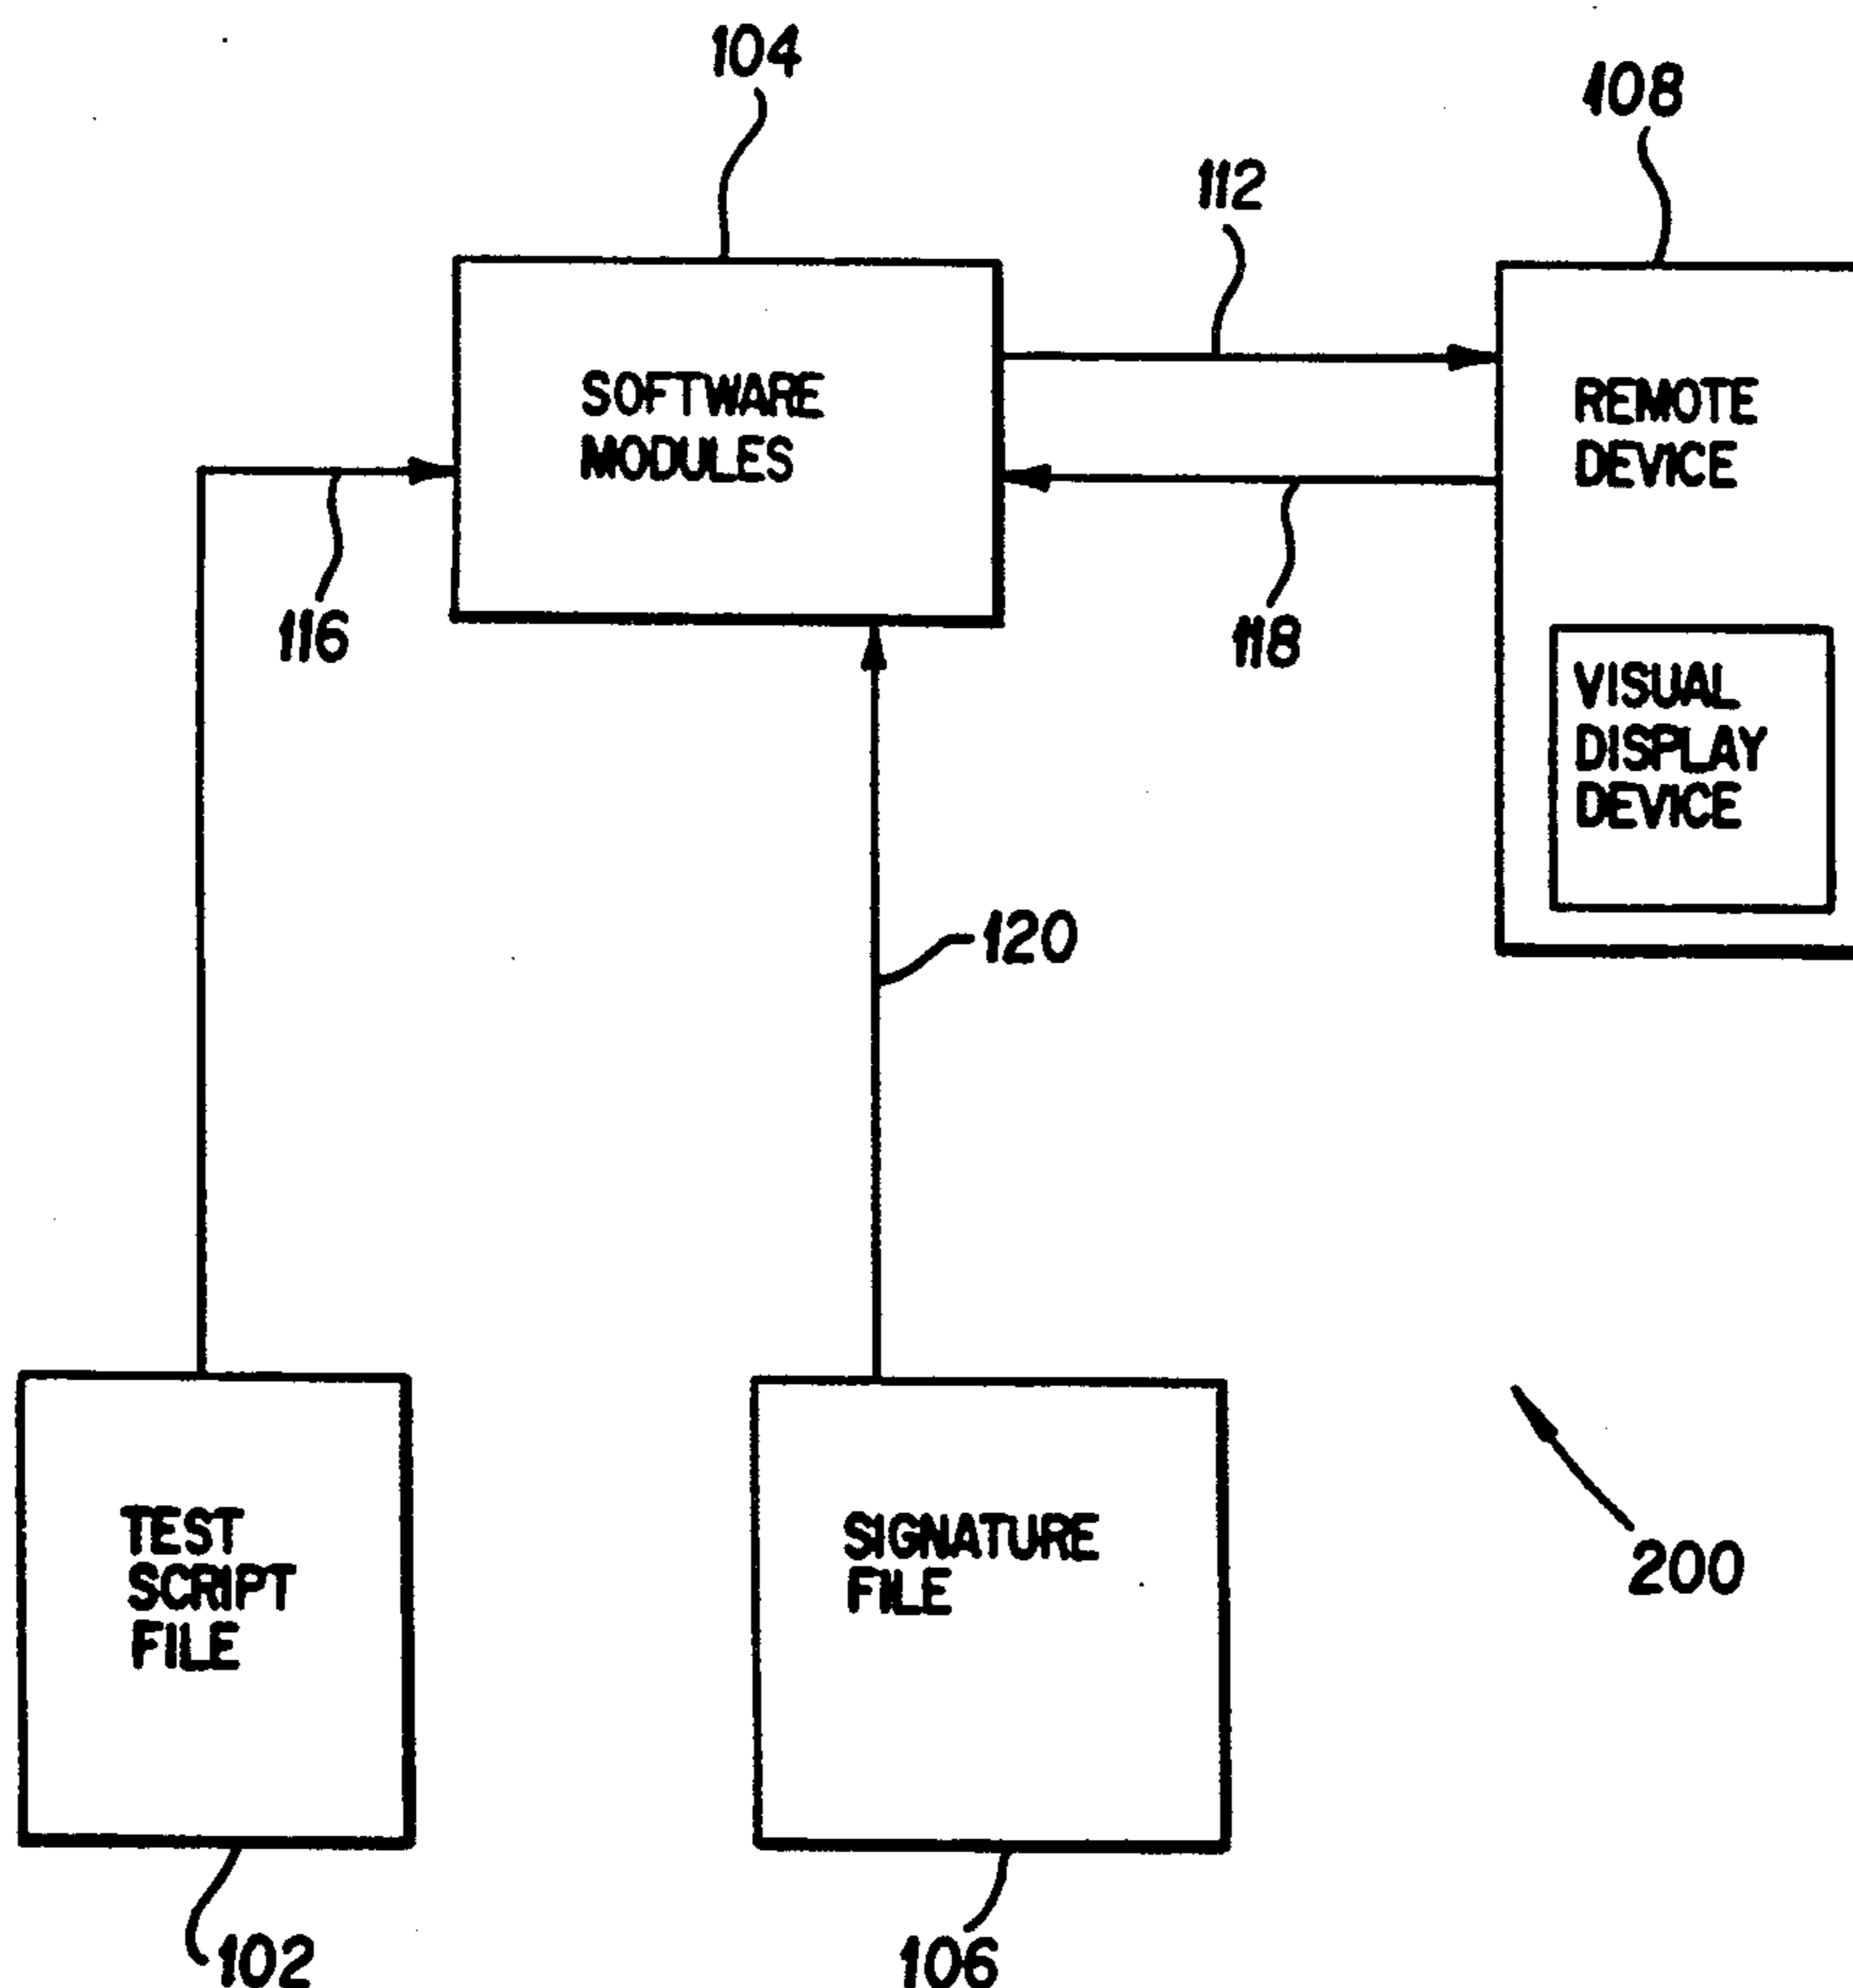 104
108
112
SOFTWARE
MODULES
REMOTE
DEVICE
116
118
VISUAL
DISPLAY
DEVICE
120
TEST
SCRIPT
FILE
SIGNATURE
FILE
200
102
106